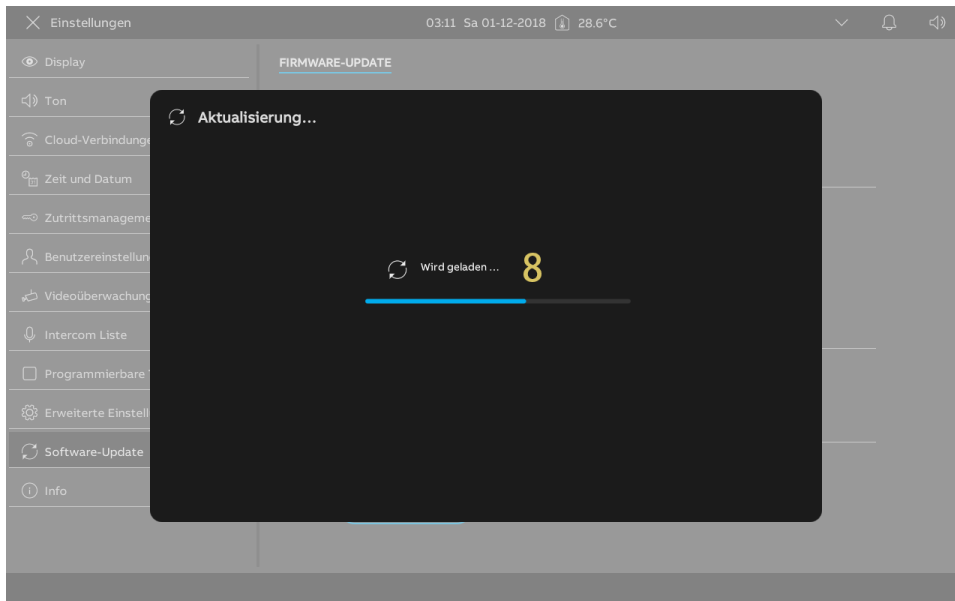 Einstellungen
03:11 Sa 01-12-2018 28.6°C
Display
FIRMWARE-UPDATE
Ton
Aktualisierung...
Cloud-Verbindunge
Zeit und Datum
Zutrittsmanageme
Benutzereinstellun
Wird geladen ... 8
Videoüberwachung
Intercom Liste
Programmierbare
Erweiterte Einstell
Software-Update
Info